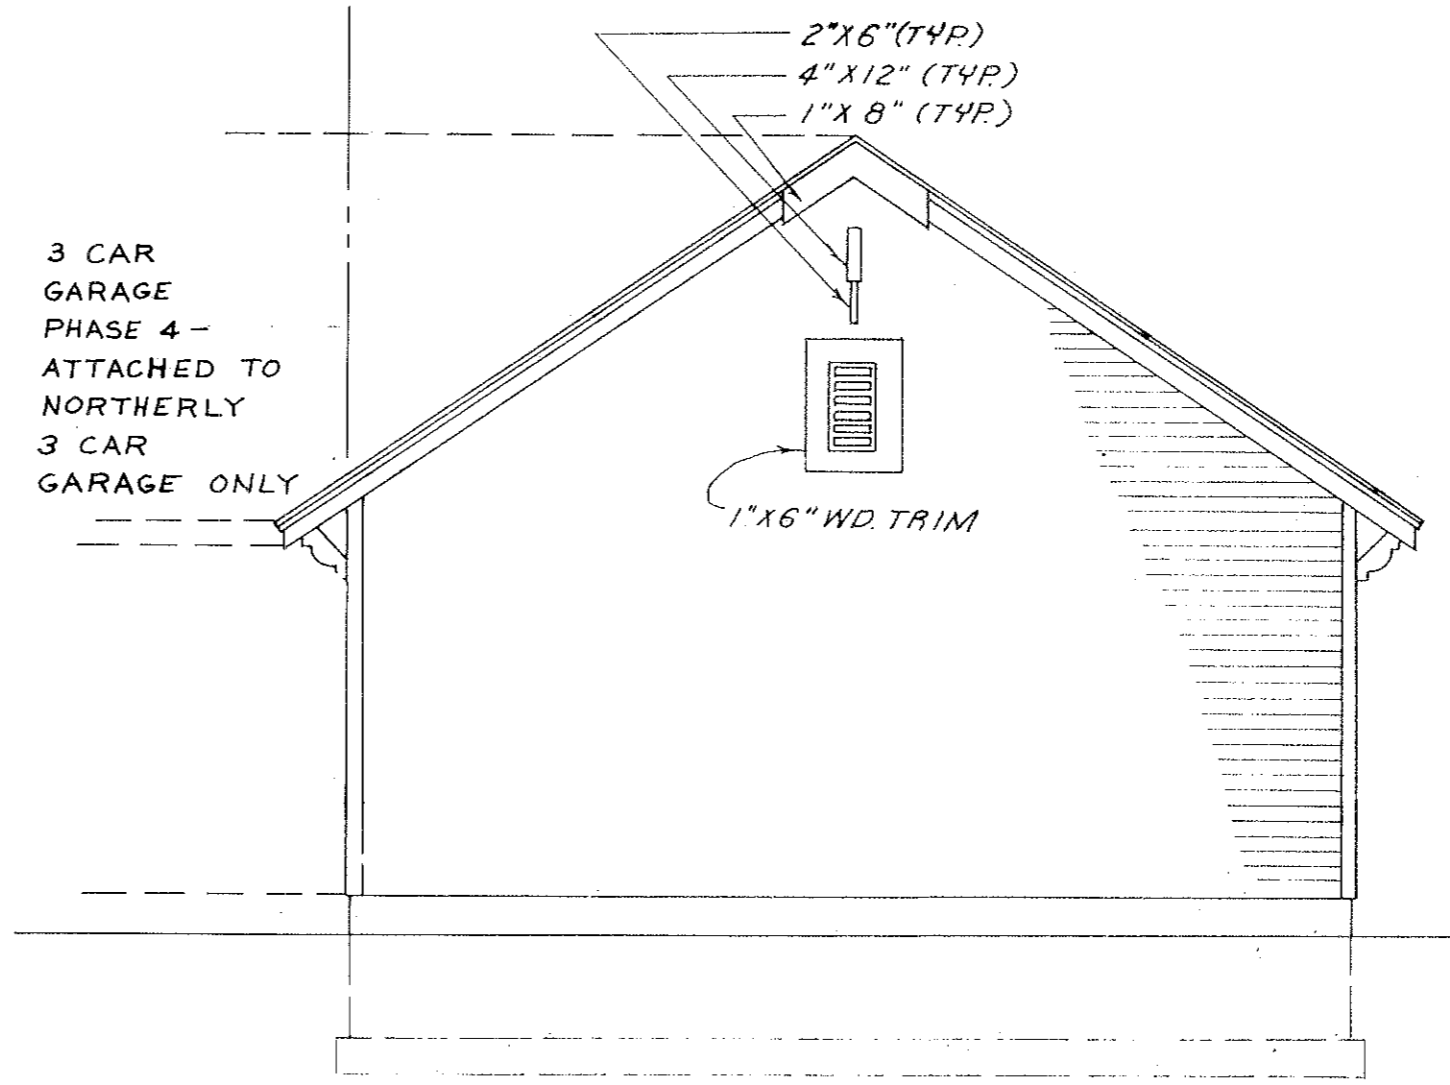 2"X6"(TYP.)
4"X12" (TYP.)
1"X8" (TYP.)
3 CAR
GARAGE
PHASE 4 -
ATTACHED TO
NORTHERLY
3 CAR
GARAGE ONLY
1"X6" WD. TRIM